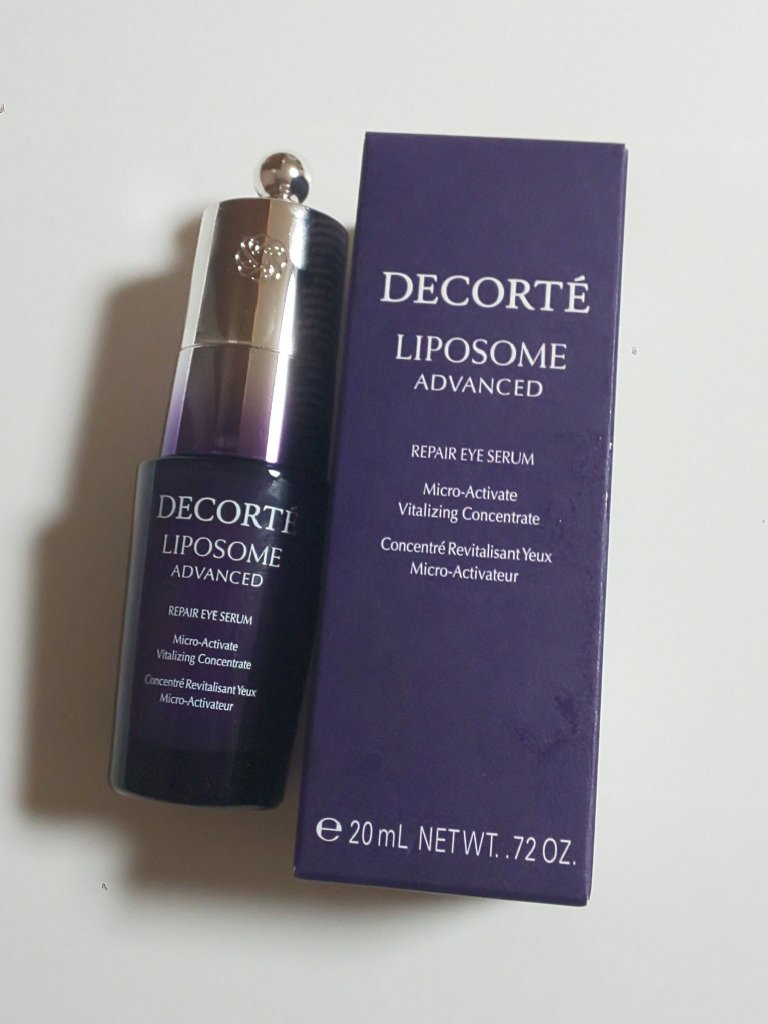 DECORTÉ
LIPOSOME
ADVANCED
REPAIR EYE SERUM
Micro-Activate
Vitalizing Concentrate
Concentré Revitalisant Yeux
Micro-Activateur
DECORTÉ
LIPOSOME
ADVANCED
REPAIR EYE SERUM
Micro-Activate
Vitalizing Concentrate
Concentré Revitalisant Yeux
Micro-Activateur
℮ 20 mL NET WT. .72 OZ.